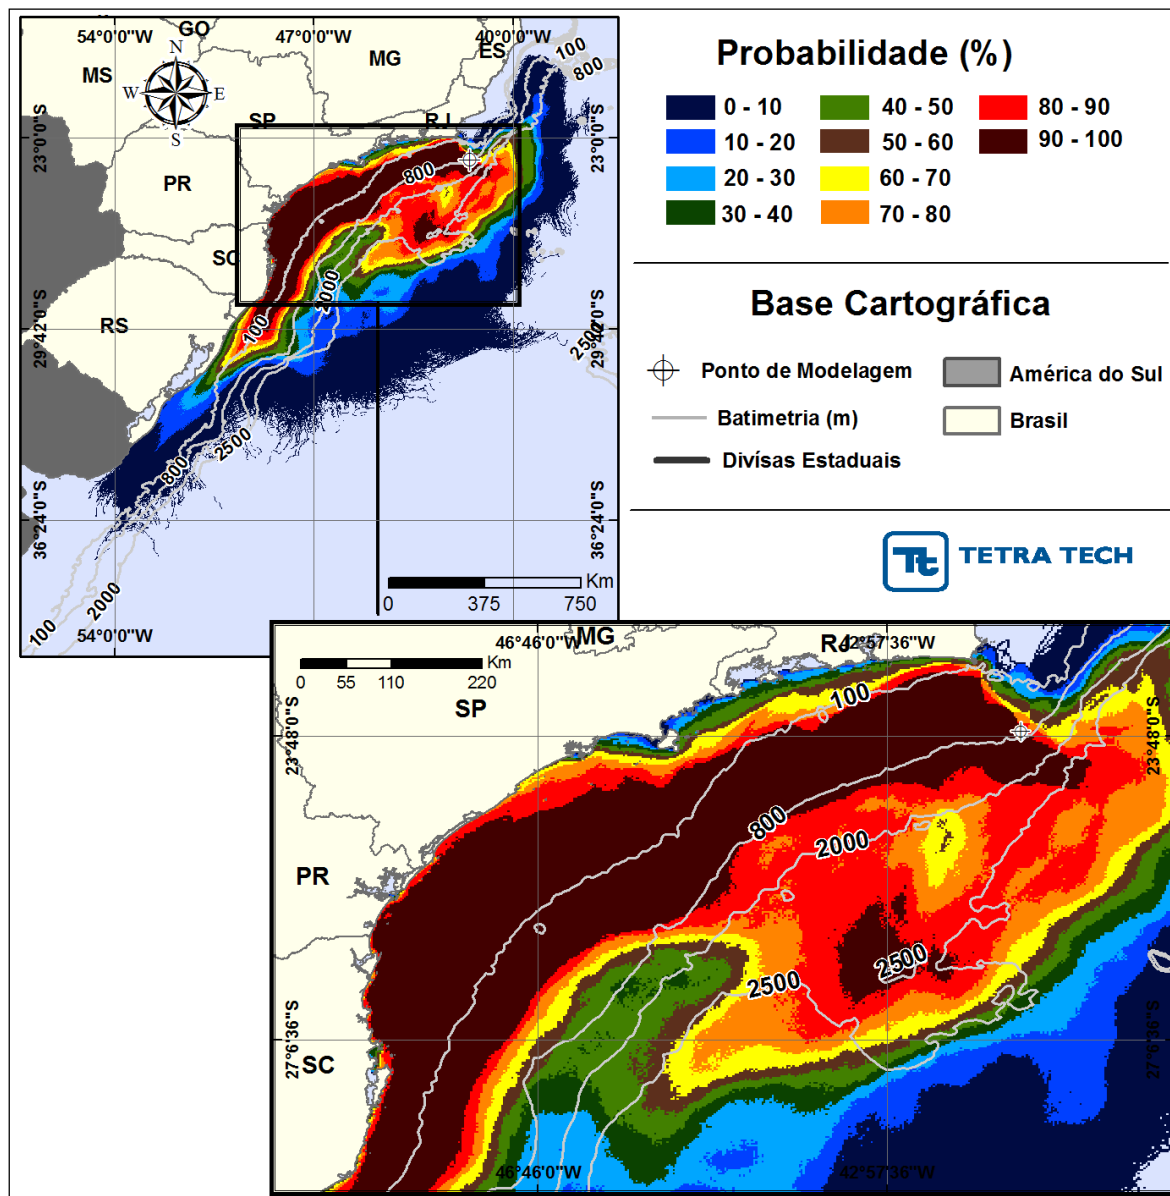 GO
54°0'0"W 47°0'0"W 40°0'0"W
N
W E
S
MS
MG
ES
100
800
SP
RJ
23°0'0"S
23°0'0"S
PR
800
SC
2000
100
RS
29°42'0"S
29°42'0"S
2500
2500
800
36°24'0"S
36°24'0"S
2000
100
54°0'0"W
Km
0 375 750
Probabilidade (%)
0 - 10 40 - 50 80 - 90
10 - 20 50 - 60 90 - 100
20 - 30 60 - 70
30 - 40 70 - 80
Base Cartográfica
Ponto de Modelagem América do Sul
Batimetria (m) Brasil
Divísas Estaduais
Tt TETRA TECH
46°46'0"W MG RJ 42°57'36"W
Km
0 55 110 220
SP
100
23°48'0"S
23°48'0"S
800
2000
PR
2500
2500
27°6'36"S
27°6'36"S
SC
46°46'0"W 42°57'36"W